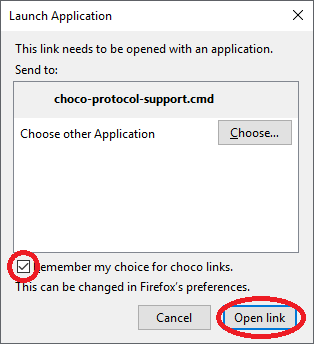 Launch Application
This link needs to be opened with an application.
Send to:
choco-protocol-support.cmd
Choose other Application
Choose...
Remember my choice for choco links.
This can be changed in Firefox's preferences.
Cancel
Open link